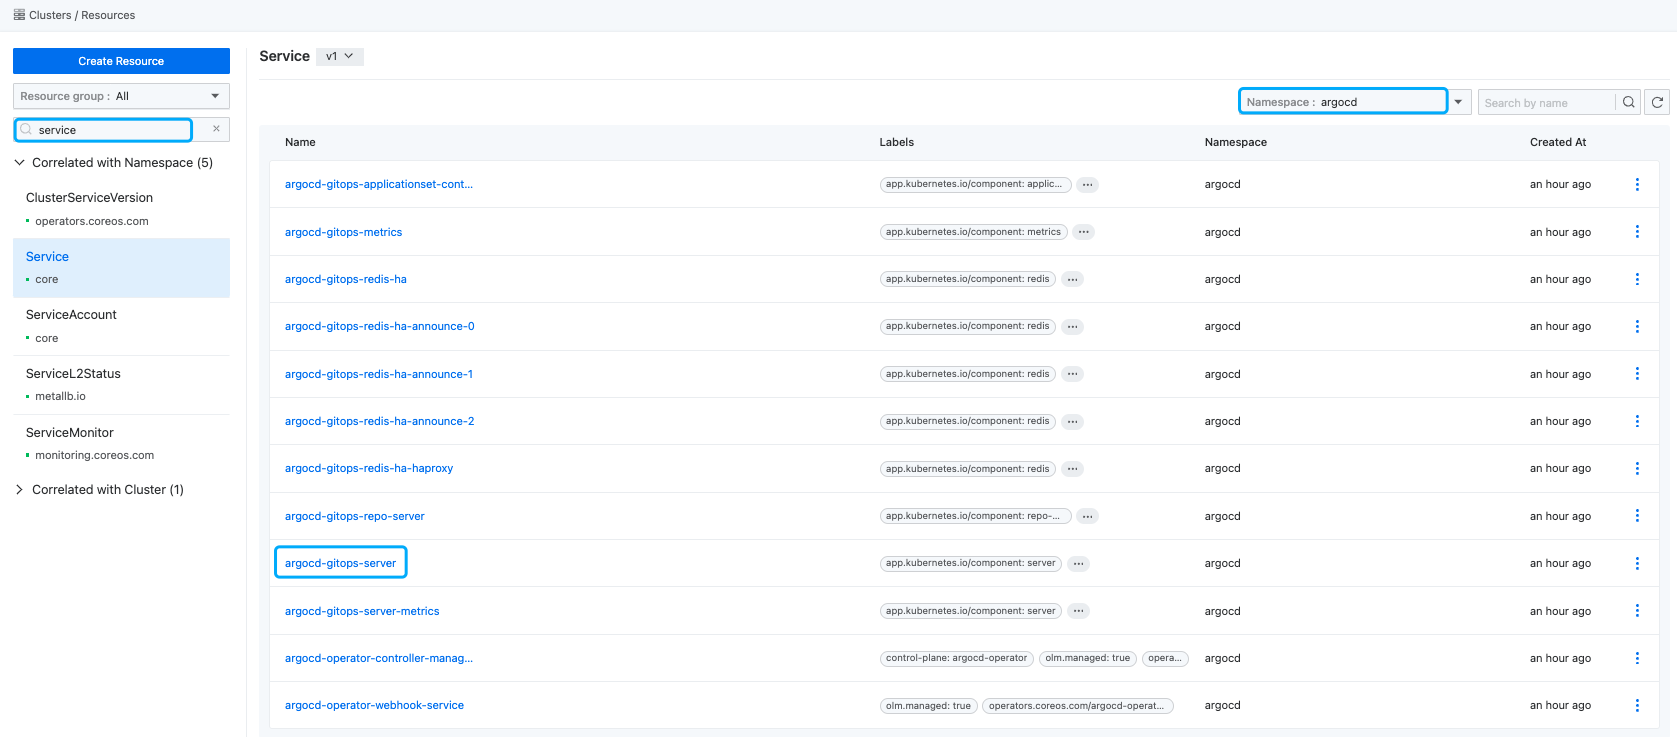 Clusters / Resources
Create Resource
Resource group : All
service
Correlated with Namespace (5)
ClusterServiceVersion
operators.coreos.com
Service
core
ServiceAccount
core
ServiceL2Status
metallb.io
ServiceMonitor
monitoring.coreos.com
Correlated with Cluster (1)
Service v1
Namespace : argocd
Search by name
Name Labels Namespace Created At
argocd-gitops-applicationset-cont... app.kubernetes.io/component: applic... ... argocd an hour ago
argocd-gitops-metrics app.kubernetes.io/component: metrics ... argocd an hour ago
argocd-gitops-redis-ha app.kubernetes.io/component: redis ... argocd an hour ago
argocd-gitops-redis-ha-announce-0 app.kubernetes.io/component: redis ... argocd an hour ago
argocd-gitops-redis-ha-announce-1 app.kubernetes.io/component: redis ... argocd an hour ago
argocd-gitops-redis-ha-announce-2 app.kubernetes.io/component: redis ... argocd an hour ago
argocd-gitops-redis-ha-haproxy app.kubernetes.io/component: redis ... argocd an hour ago
argocd-gitops-repo-server app.kubernetes.io/component: repo-... ... argocd an hour ago
argocd-gitops-server app.kubernetes.io/component: server ... argocd an hour ago
argocd-gitops-server-metrics app.kubernetes.io/component: server ... argocd an hour ago
argocd-operator-controller-manag... control-plane: argocd-operator olm.managed: true opera... argocd an hour ago
argocd-operator-webhook-service olm.managed: true operators.coreos.com/argocd-operat... argocd an hour ago